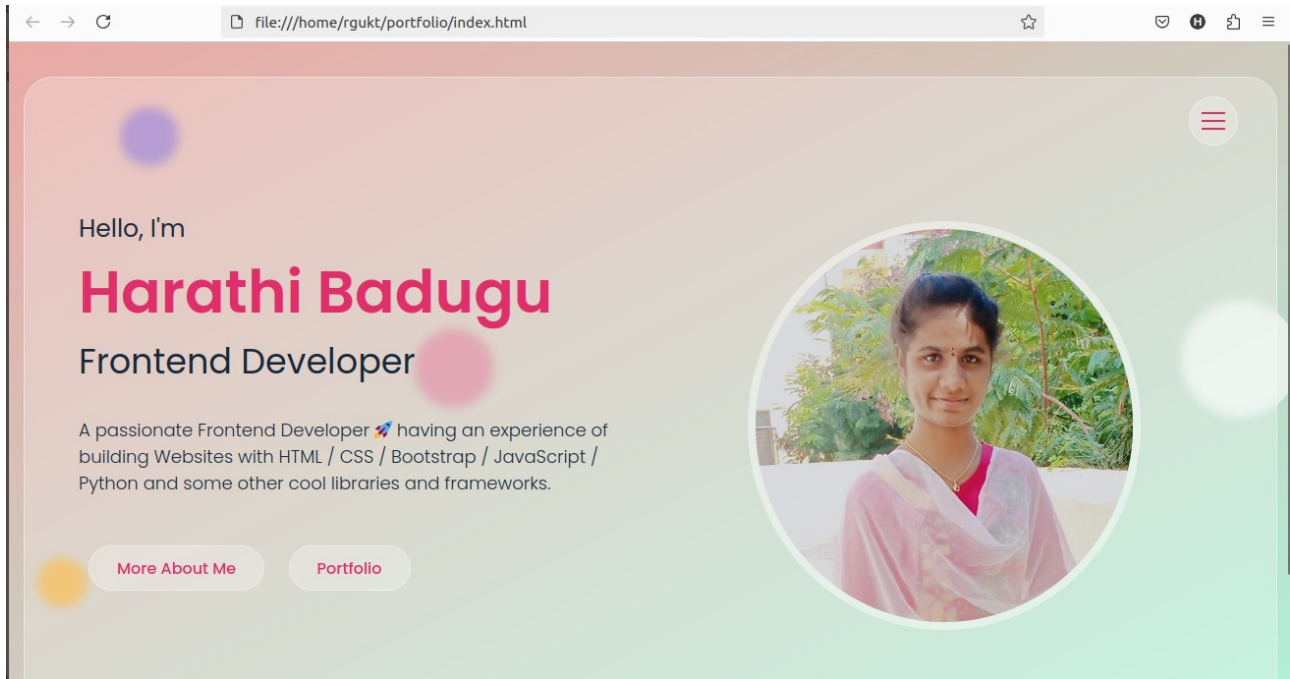 file:///home/rgukt/portfolio/index.html
H
Hello, I'm
Harathi Badugu
Frontend Developer
A passionate Frontend Developer 🚀 having an experience of
building Websites with HTML / CSS / Bootstrap / JavaScript /
Python and some other cool libraries and frameworks.
More About Me
Portfolio